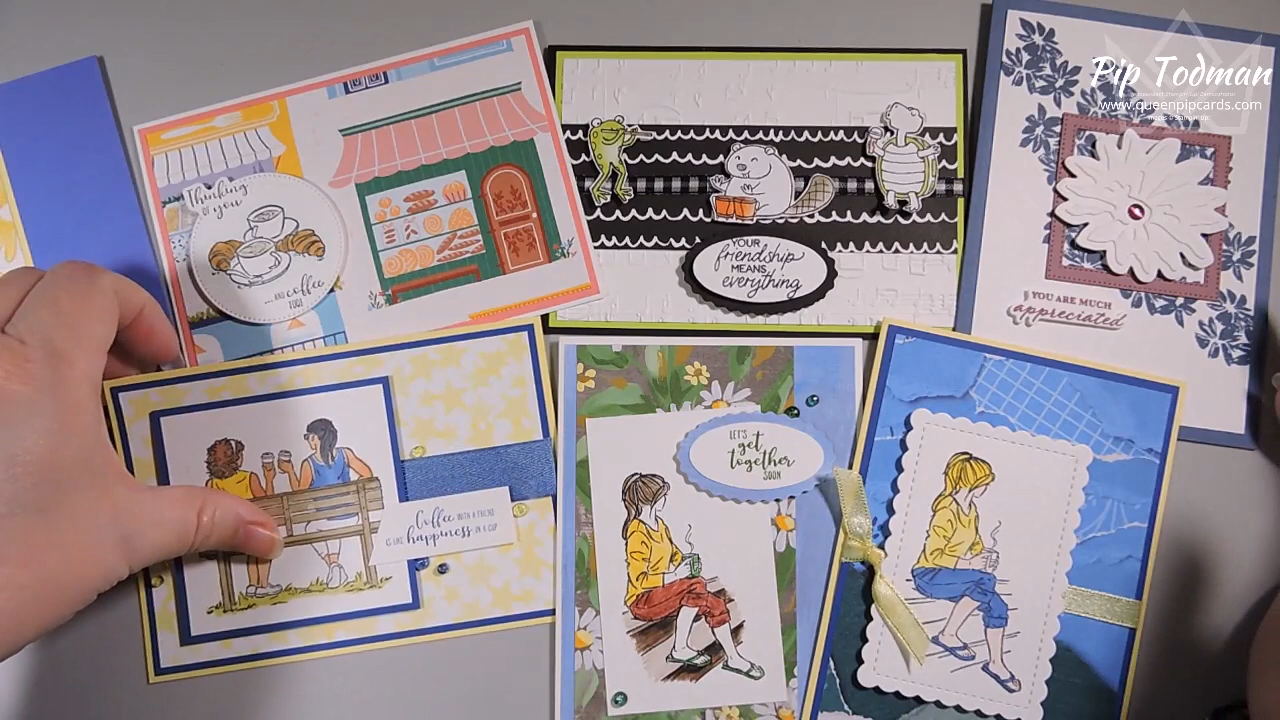 Pip Todman
www.queenpipcards.com
Thinking
OF you
... AND coffee
TOO!
YOUR
friendship
MEANS
everything
YOU ARE MUCH
appreciated
Coffee WITH A FRIEND
IS LIKE happiness IN A CUP
LET'S
get
together
SOON